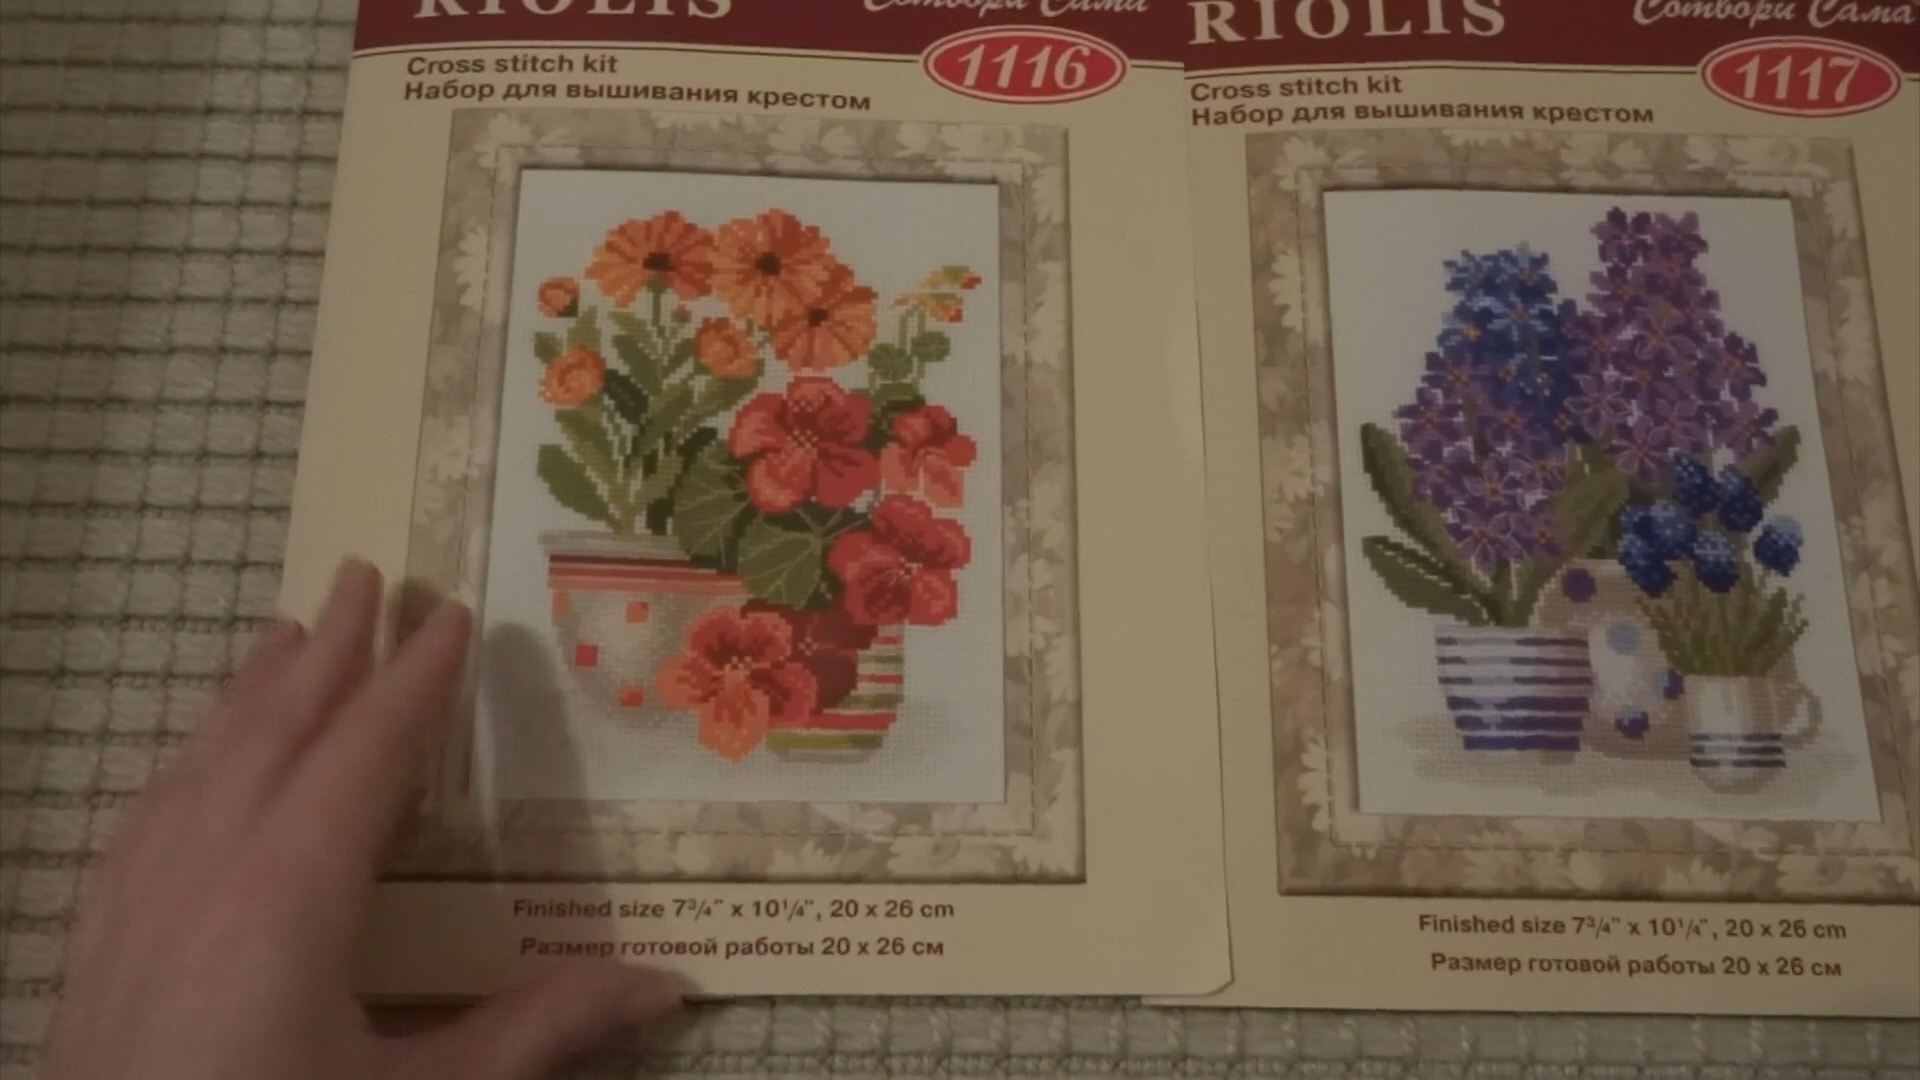 RIOLIS
Сотвори Сама
1116
Cross stitch kit
Набор для вышивания крестом
Finished size 7³/₄" x 10¹/₄", 20 x 26 cm
Размер готовой работы 20 x 26 см
RIOLIS
Сотвори Сама
1117
Cross stitch kit
Набор для вышивания крестом
Finished size 7³/₄" x 10¹/₄", 20 x 26 cm
Размер готовой работы 20 x 26 см